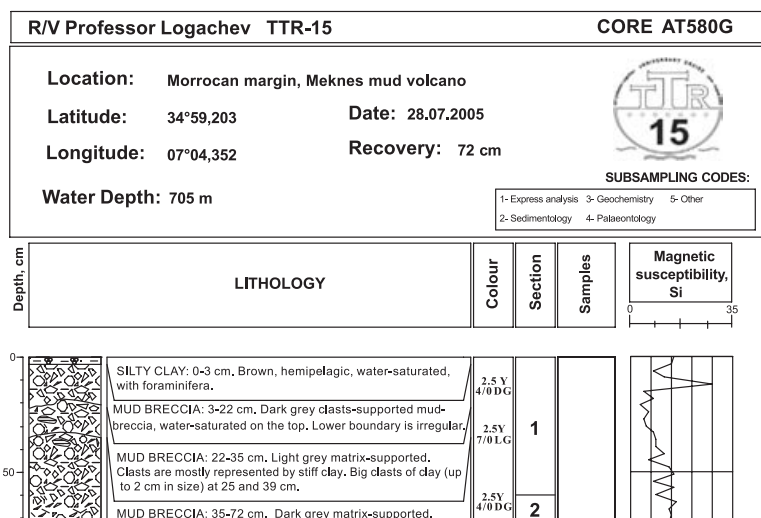 R/V Professor Logachev TTR-15
CORE AT580G
Location: Morrocan margin, Meknes mud volcano
Latitude: 34°59,203
Date: 28.07.2005
Longitude: 07°04,352
Recovery: 72 cm
Water Depth: 705 m
TTR
15
SUBSAMPLING CODES:
1- Express analysis 3- Geochemistry 5- Other
2- Sedimentology 4- Palaeontology
Depth, cm
LITHOLOGY
Colour
Section
Samples
Magnetic
susceptibility,
Si
0 35
0
SILTY CLAY: 0-3 cm. Brown, hemipelagic, water-saturated,
with foraminifera.
2.5 Y
4/0 DG
MUD BRECCIA: 3-22 cm. Dark grey clasts-supported mud-
breccia, water-saturated on the top. Lower boundary is irregular.
2.5Y
7/0 LG
1
MUD BRECCIA: 22-35 cm. Light grey matrix-supported.
Clasts are mostly represented by stiff clay. Big clasts of clay (up
to 2 cm in size) at 25 and 39 cm.
50
2.5Y
4/0 DG
2
MUD BRECCIA: 35-72 cm. Dark grey matrix-supported.